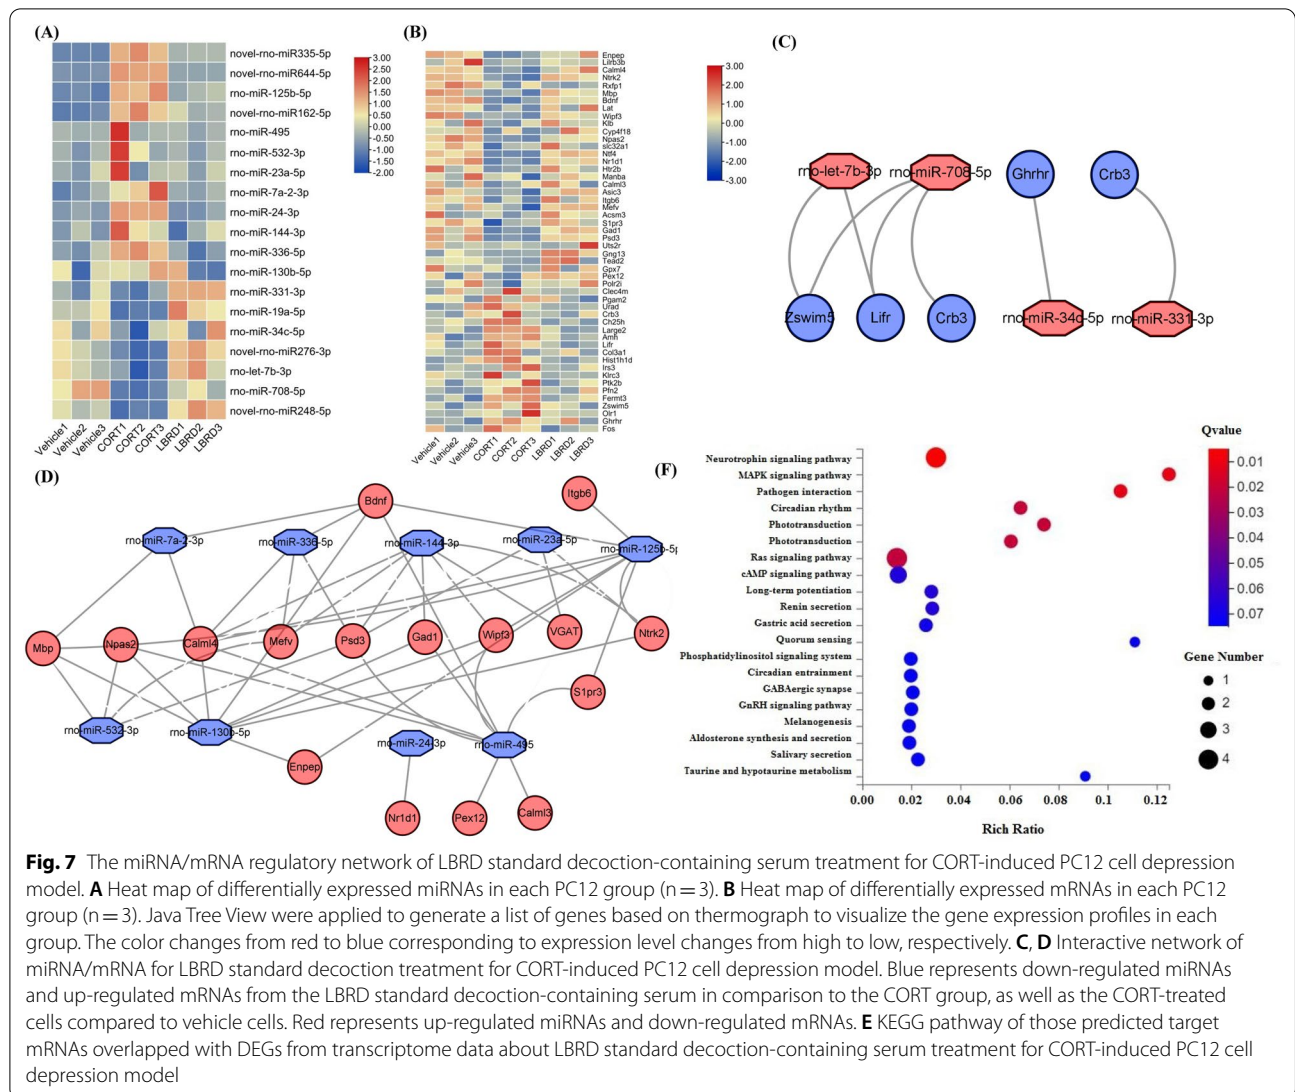 (A)
novel-rno-miR335-5p
novel-rno-miR644-5p
rno-miR-125b-5p
novel-rno-miR162-5p
rno-miR-495
rno-miR-532-3p
rno-miR-23a-5p
rno-miR-7a-2-3p
rno-miR-24-3p
rno-miR-144-3p
rno-miR-336-5p
rno-miR-130b-5p
rno-miR-331-3p
rno-miR-19a-5p
rno-miR-34c-5p
novel-rno-miR276-3p
rno-let-7b-3p
rno-miR-708-5p
novel-rno-miR248-5p
Vehicle1
Vehicle2
Vehicle3
CORT1
CORT2
CORT3
LBRD1
LBRD2
LBRD3
3.00
2.50
2.00
1.50
1.00
0.50
0.00
-0.50
-1.00
-1.50
-2.00
(B)
Enpep
Lilrb3b
Calml4
Ntrk2
Rxfp1
Mbp
Bdnf
Lat
Wipf3
Klb
Cyp4f18
Npas2
slc32a1
Ntf4
Nr1d1
Htr2b
Manba
Calml3
Asic3
Itgb6
Mefv
Acsm3
S1pr3
Gad1
Psd3
Uts2r
Gng13
Tead2
Gpx7
Pex12
Polr2i
Clec4m
Pgam2
Urad
Crb3
Ch25h
Large2
Amh
Lifr
Col3a1
Hist1h1d
Irs3
Klrc3
Ptk2b
Pfn2
Fermt3
Zswim5
Olr1
Ghrhr
Fos
Vehicle1
Vehicle2
Vehicle3
CORT1
CORT2
CORT3
LBRD1
LBRD2
LBRD3
3.00
2.00
1.00
0.00
-1.00
-2.00
-3.00
(C)
rno-let-7b-3p
rno-miR-708-5p
Ghrhr
Crb3
Zswim5
Lifr
Crb3
rno-miR-34c-5p
rno-miR-331-3p
(D)
Bdnf
Itgb6
rno-miR-7a-2-3p
rno-miR-336-5p
rno-miR-144-3p
rno-miR-23a-5p
rno-miR-125b-5p
Mbp
Npas2
Calml4
Mefv
Psd3
Gad1
Wipf3
VGAT
Ntrk2
S1pr3
rno-miR-532-3p
rno-miR-130b-5p
rno-miR-24-3p
rno-miR-495
Enpep
Nr1d1
Pex12
Calml3
(F)
Neurotrophin signaling pathway
MAPK signaling pathway
Pathogen interaction
Circadian rhythm
Phototransduction
Phototransduction
Ras signaling pathway
cAMP signaling pathway
Long-term potentiation
Renin secretion
Gastric acid secretion
Quorum sensing
Phosphatidylinositol signaling system
Circadian entrainment
GABAergic synapse
GnRH signaling pathway
Melanogenesis
Aldosterone synthesis and secretion
Salivary secretion
Taurine and hypotaurine metabolism
0.00
0.02
0.04
0.06
0.08
0.1
0.12
Rich Ratio
Qvalue
0.01
0.02
0.03
0.04
0.05
0.06
0.07
Gene Number
1
2
3
4
Fig. 7 The miRNA/mRNA regulatory network of LBRD standard decoction-containing serum treatment for CORT-induced PC12 cell depression
model. A Heat map of differentially expressed miRNAs in each PC12 group (n = 3). B Heat map of differentially expressed mRNAs in each PC12
group (n = 3). Java Tree View were applied to generate a list of genes based on thermograph to visualize the gene expression profiles in each
group. The color changes from red to blue corresponding to expression level changes from high to low, respectively. C, D Interactive network of
miRNA/mRNA for LBRD standard decoction treatment for CORT-induced PC12 cell depression model. Blue represents down-regulated miRNAs
and up-regulated mRNAs from the LBRD standard decoction-containing serum in comparison to the CORT group, as well as the CORT-treated
cells compared to vehicle cells. Red represents up-regulated miRNAs and down-regulated mRNAs. E KEGG pathway of those predicted target
mRNAs overlapped with DEGs from transcriptome data about LBRD standard decoction-containing serum treatment for CORT-induced PC12 cell
depression model